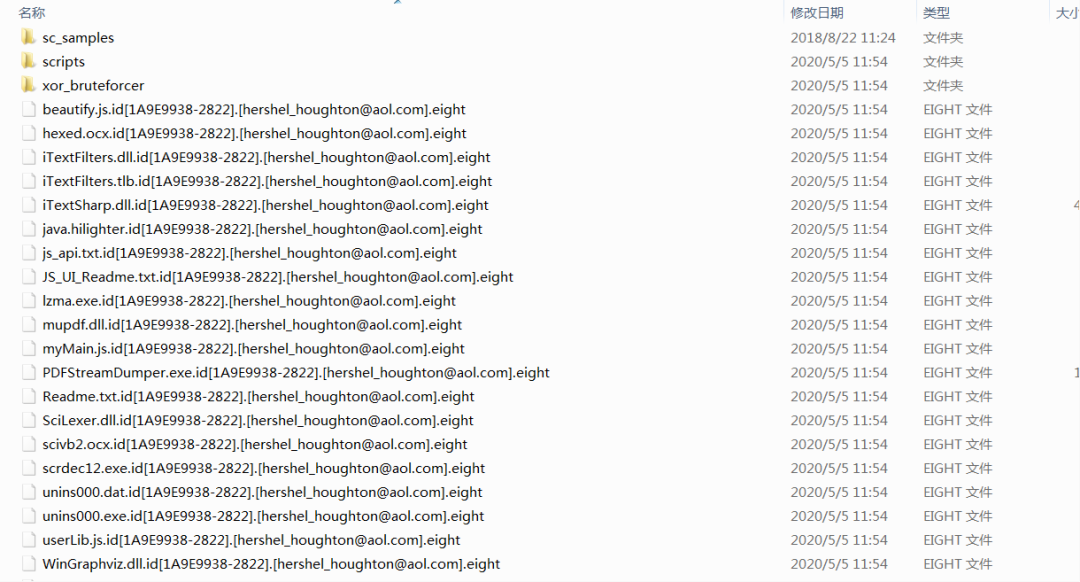 名称 修改日期 类型 大小
sc_samples 2018/8/22 11:24 文件夹
scripts 2020/5/5 11:54 文件夹
xor_bruteforcer 2020/5/5 11:54 文件夹
beautify.js.id[1A9E9938-2822].[hershel_houghton@aol.com].eight 2020/5/5 11:54 EIGHT 文件
hexed.ocx.id[1A9E9938-2822].[hershel_houghton@aol.com].eight 2020/5/5 11:54 EIGHT 文件
iTextFilters.dll.id[1A9E9938-2822].[hershel_houghton@aol.com].eight 2020/5/5 11:54 EIGHT 文件
iTextFilters.tlb.id[1A9E9938-2822].[hershel_houghton@aol.com].eight 2020/5/5 11:54 EIGHT 文件
iTextSharp.dll.id[1A9E9938-2822].[hershel_houghton@aol.com].eight 2020/5/5 11:54 EIGHT 文件 4
java.hilighter.id[1A9E9938-2822].[hershel_houghton@aol.com].eight 2020/5/5 11:54 EIGHT 文件
js_api.txt.id[1A9E9938-2822].[hershel_houghton@aol.com].eight 2020/5/5 11:54 EIGHT 文件
JS_UI_Readme.txt.id[1A9E9938-2822].[hershel_houghton@aol.com].eight 2020/5/5 11:54 EIGHT 文件
lzma.exe.id[1A9E9938-2822].[hershel_houghton@aol.com].eight 2020/5/5 11:54 EIGHT 文件
mupdf.dll.id[1A9E9938-2822].[hershel_houghton@aol.com].eight 2020/5/5 11:54 EIGHT 文件
myMain.js.id[1A9E9938-2822].[hershel_houghton@aol.com].eight 2020/5/5 11:54 EIGHT 文件
PDFStreamDumper.exe.id[1A9E9938-2822].[hershel_houghton@aol.com].eight 2020/5/5 11:54 EIGHT 文件 1
Readme.txt.id[1A9E9938-2822].[hershel_houghton@aol.com].eight 2020/5/5 11:54 EIGHT 文件
SciLexer.dll.id[1A9E9938-2822].[hershel_houghton@aol.com].eight 2020/5/5 11:54 EIGHT 文件
scivb2.ocx.id[1A9E9938-2822].[hershel_houghton@aol.com].eight 2020/5/5 11:54 EIGHT 文件
scrdec12.exe.id[1A9E9938-2822].[hershel_houghton@aol.com].eight 2020/5/5 11:54 EIGHT 文件
unins000.dat.id[1A9E9938-2822].[hershel_houghton@aol.com].eight 2020/5/5 11:54 EIGHT 文件
unins000.exe.id[1A9E9938-2822].[hershel_houghton@aol.com].eight 2020/5/5 11:54 EIGHT 文件
userLib.js.id[1A9E9938-2822].[hershel_houghton@aol.com].eight 2020/5/5 11:54 EIGHT 文件
WinGraphviz.dll.id[1A9E9938-2822].[hershel_houghton@aol.com].eight 2020/5/5 11:54 EIGHT 文件